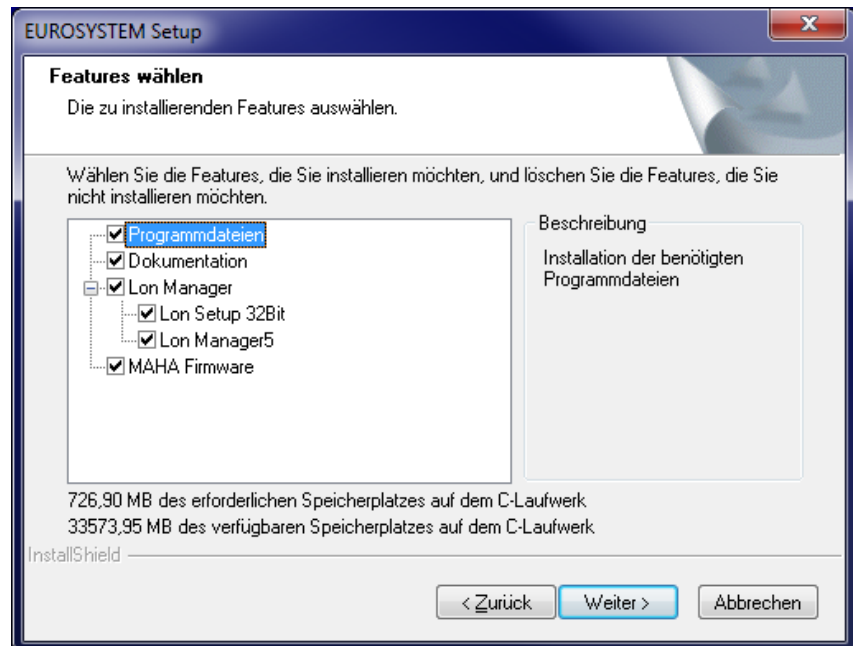 EUROSYSTEM Setup
Features wählen
Die zu installierenden Features auswählen.
Wählen Sie die Features, die Sie installieren möchten, und löschen Sie die Features, die Sie
nicht installieren möchten.
Programmdateien
Dokumentation
Lon Manager
Lon Setup 32Bit
Lon Manager5
MAHA Firmware
Beschreibung
Installation der benötigten
Programmdateien
726,90 MB des erforderlichen Speicherplatzes auf dem C-Laufwerk
33573,95 MB des verfügbaren Speicherplatzes auf dem C-Laufwerk
InstallShield
< Zurück
Weiter >
Abbrechen